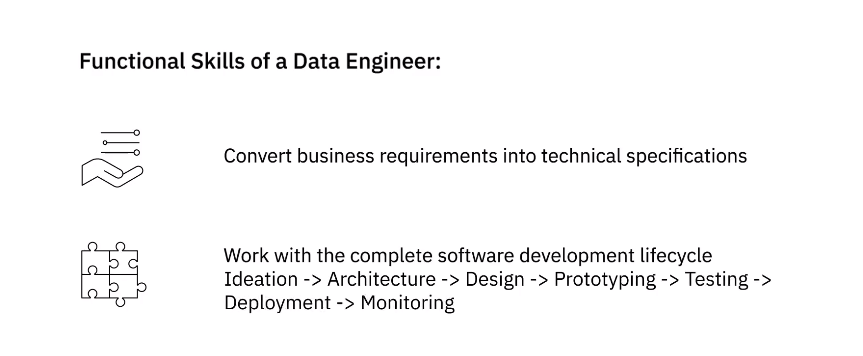 Functional Skills of a Data Engineer:
Convert business requirements into technical specifications
Work with the complete software development lifecycle
Ideation -> Architecture -> Design -> Prototyping -> Testing ->
Deployment -> Monitoring